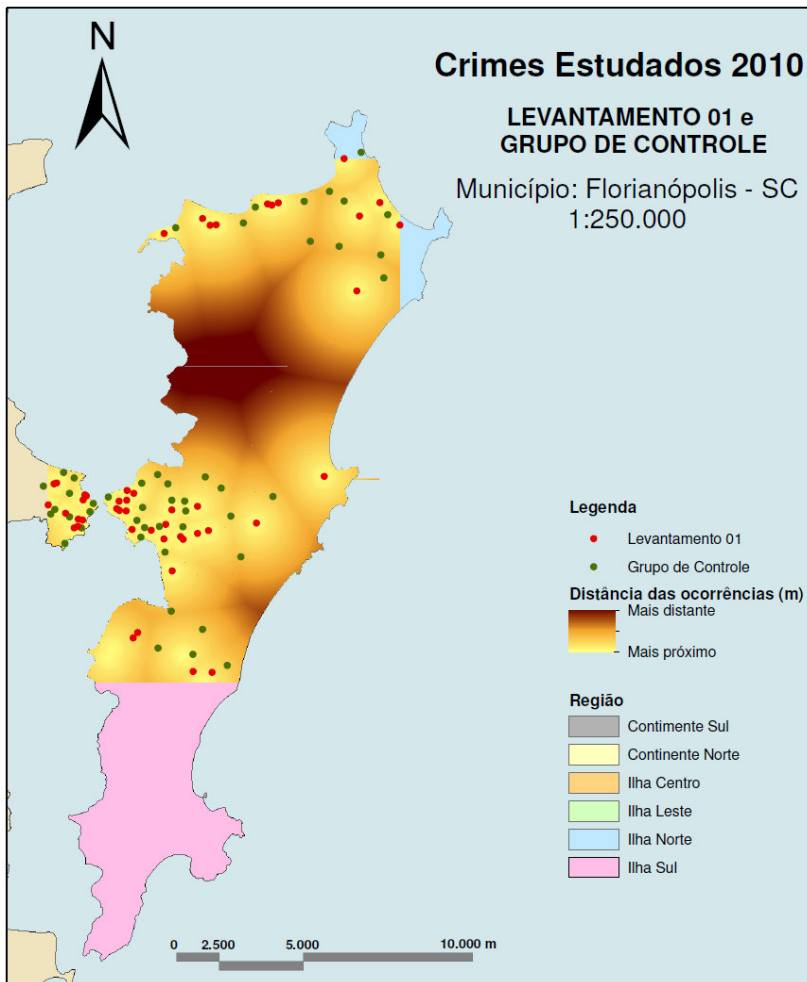 N
Crimes Estudados 2010
LEVANTAMENTO 01 e
GRUPO DE CONTROLE
Município: Florianópolis - SC
1:250.000
Legenda
Levantamento 01
Grupo de Controle
Distância das ocorrências (m)
Mais distante
Mais próximo
Região
Contimente Sul
Continente Norte
Ilha Centro
Ilha Leste
Ilha Norte
Ilha Sul
0 2.500 5.000 10.000 m